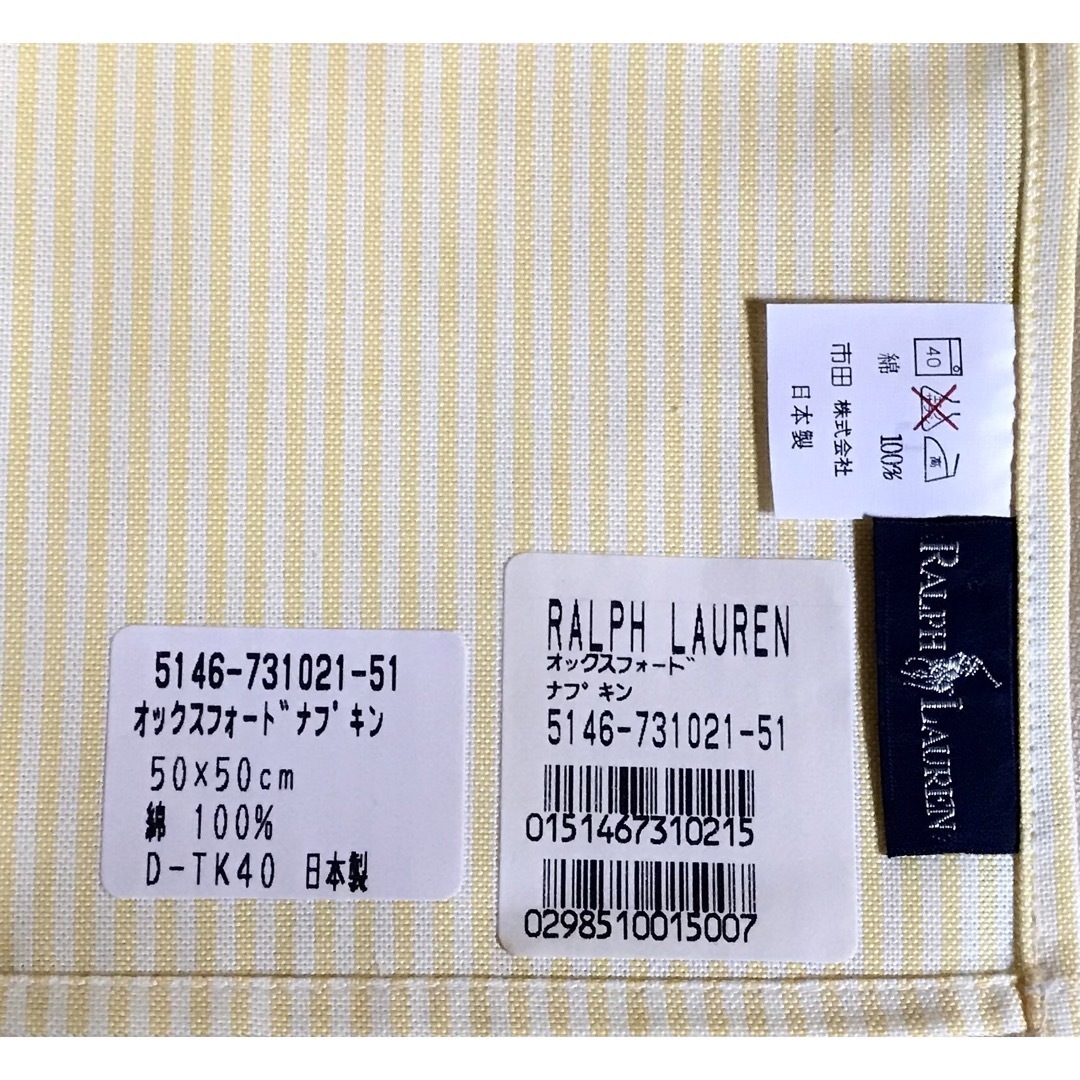 5146-731021-51
オックスフォードナプキン
50×50cm
綿 100%
D-TK40 日本製
RALPH LAUREN
オックスフォード
ナプキン
5146-731021-51
0151467310215
0298510015007
40
高
綿 100%
市田 株式会社
日本製
RALPH LAUREN